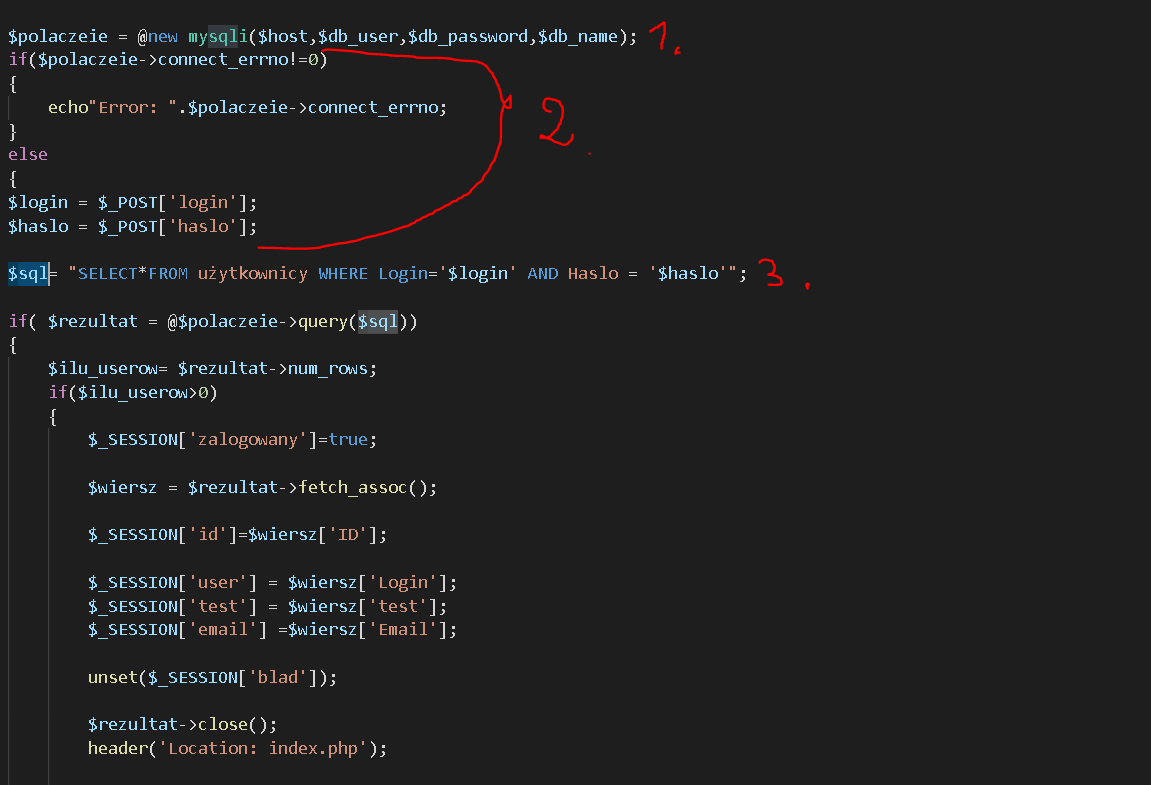 $polaczeie = @new mysqli($host,$db_user,$db_password,$db_name); 1.
if($polaczeie->connect_errno!=0)
{
echo"Error: ".$polaczeie->connect_errno; 2.
}
else
{
$login = $_POST['login'];
$haslo = $_POST['haslo'];
$sql= "SELECT*FROM użytkownicy WHERE Login='$login' AND Haslo = '$haslo'"; 3.
if( $rezultat = @$polaczeie->query($sql))
{
$ilu_userow= $rezultat->num_rows;
if($ilu_userow>0)
{
$_SESSION['zalogowany']=true;
$wiersz = $rezultat->fetch_assoc();
$_SESSION['id']=$wiersz['ID'];
$_SESSION['user'] = $wiersz['Login'];
$_SESSION['test'] = $wiersz['test'];
$_SESSION['email'] =$wiersz['Email'];
unset($_SESSION['blad']);
$rezultat->close();
header('Location: index.php');